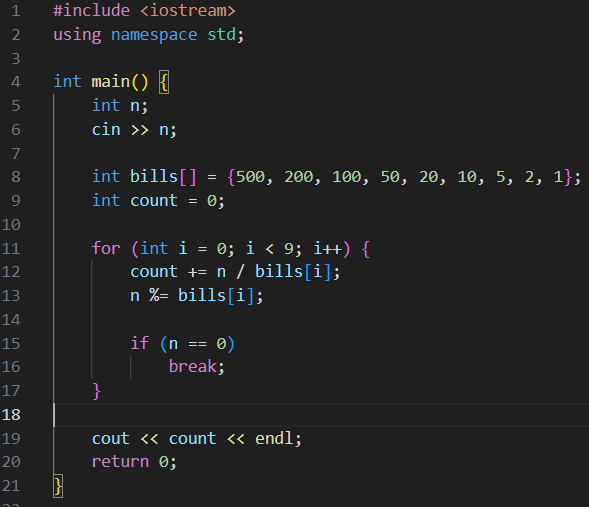 1 #include <iostream>
2 using namespace std;
3
4 int main() {
5     int n;
6     cin >> n;
7
8     int bills[] = {500, 200, 100, 50, 20, 10, 5, 2, 1};
9     int count = 0;
10
11     for (int i = 0; i < 9; i++) {
12         count += n / bills[i];
13         n %= bills[i];
14
15         if (n == 0)
16             break;
17     }
18
19     cout << count << endl;
20     return 0;
21 }